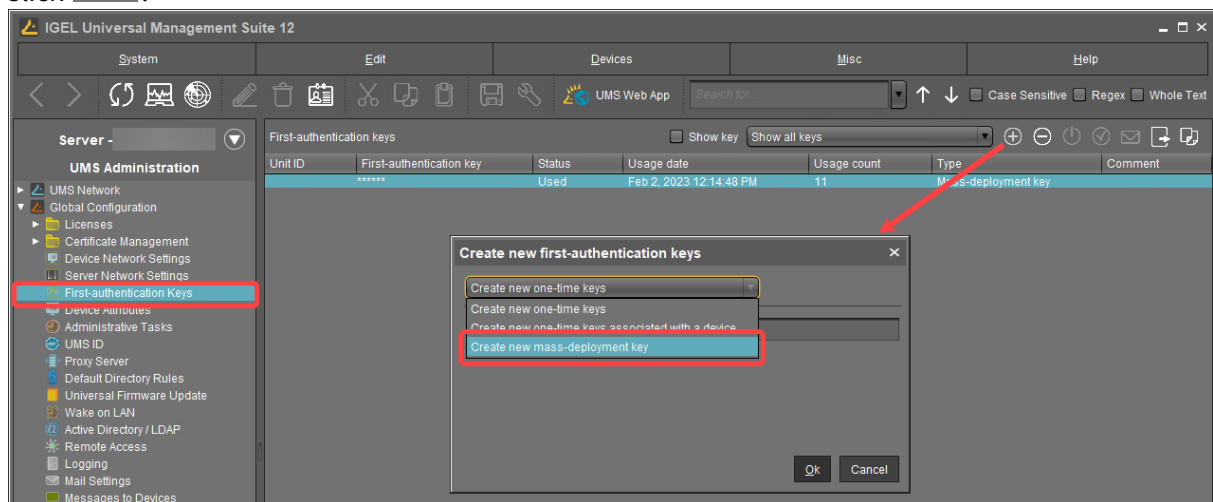 IGEL Universal Management Suite 12
System Edit Devices Misc Help
UMS Web App Search for... Case Sensitive Regex Whole Text
Server -
First-authentication keys Show key Show all keys
UMS Administration
Unit ID First-authentication key Status Usage date Usage count Type Comment
****** Used Feb 2, 2023 12:14:48 PM 11 Mass-deployment key
UMS Network
Global Configuration
Licenses
Certificate Management
Device Network Settings
Server Network Settings
First-authentication Keys
Device Attributes
Administrative Tasks
UMS ID
Proxy Server
Default Directory Rules
Universal Firmware Update
Wake on LAN
Active Directory / LDAP
Remote Access
Logging
Mail Settings
Messages to Devices
Create new first-authentication keys
Create new one-time keys
Create new one-time keys
Create new one-time keys associated with a device
Create new mass-deployment key
Ok Cancel